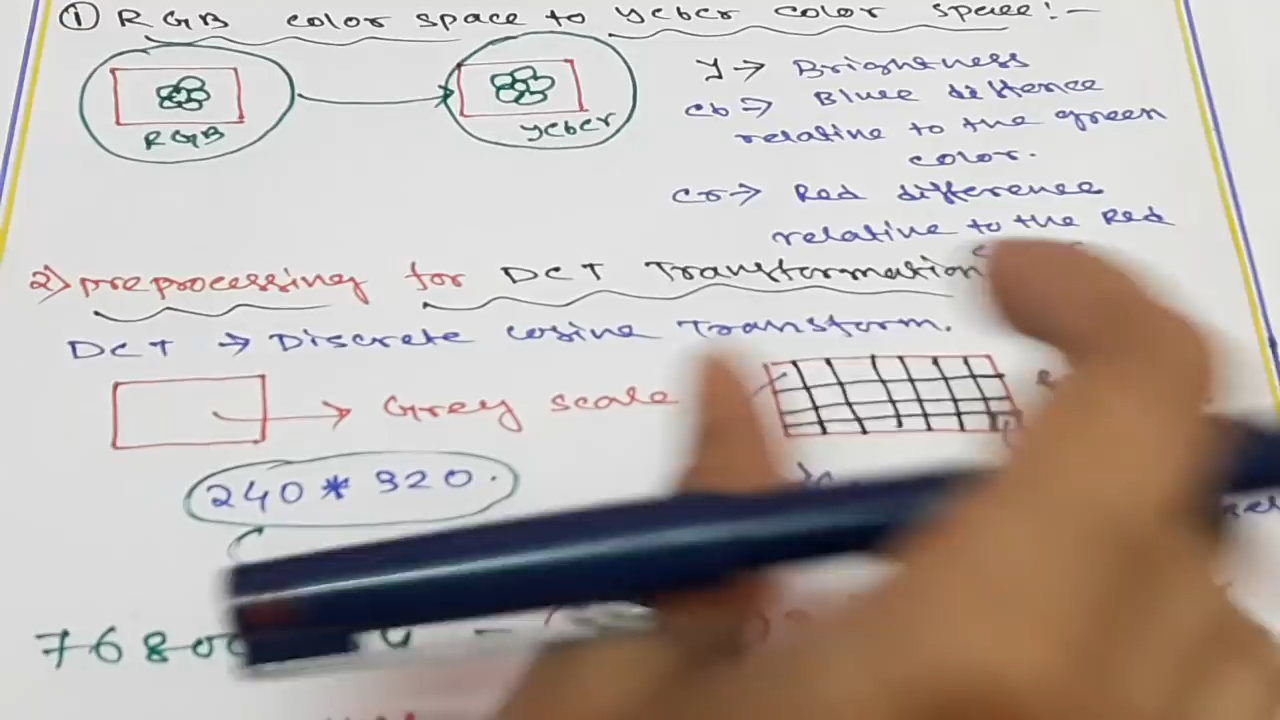 ① RGB color space to ycbcr color space:-
RGB
ycbcr
y → Brightness
cb → Blue diffence
relative to the green
color.
cr → Red difference
relative to the Red
2) preprocessing for DCT Transformation
DCT → Discrete cosine Transform.
→ Grey scale
240 * 320.
7680